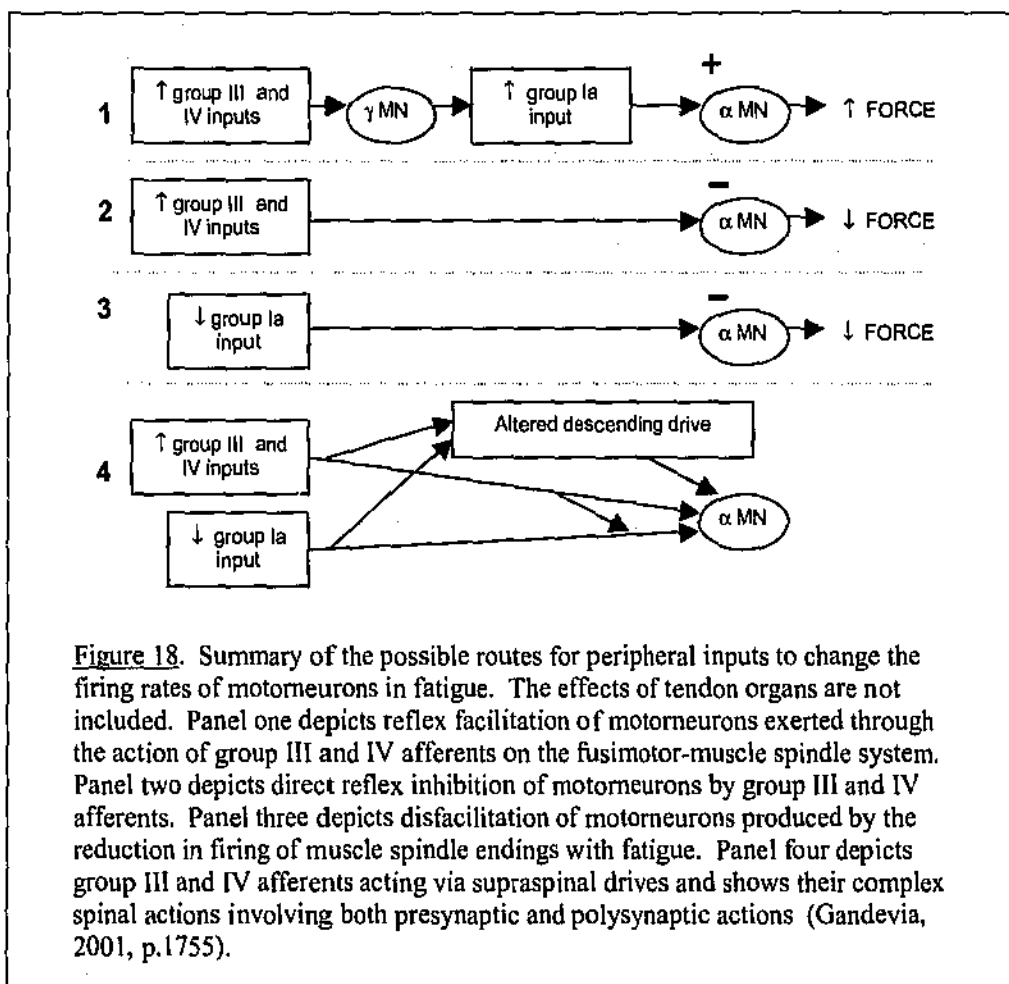 1
↑ group III and
IV inputs
γ MN
↑ group Ia
input
+
α MN
↑ FORCE
2
↑ group III and
IV inputs
−
α MN
↓ FORCE
3
↓ group Ia
input
−
α MN
↓ FORCE
4
↑ group III and
IV inputs
↓ group Ia
input
Altered descending drive
α MN
Figure 18. Summary of the possible routes for peripheral inputs to change the
firing rates of motorneurons in fatigue. The effects of tendon organs are not
included. Panel one depicts reflex facilitation of motorneurons exerted through
the action of group III and IV afferents on the fusimotor-muscle spindle system.
Panel two depicts direct reflex inhibition of motorneurons by group III and IV
afferents. Panel three depicts disfacilitation of motorneurons produced by the
reduction in firing of muscle spindle endings with fatigue. Panel four depicts
group III and IV afferents acting via supraspinal drives and shows their complex
spinal actions involving both presynaptic and polysynaptic actions (Gandevia,
2001, p.1755).